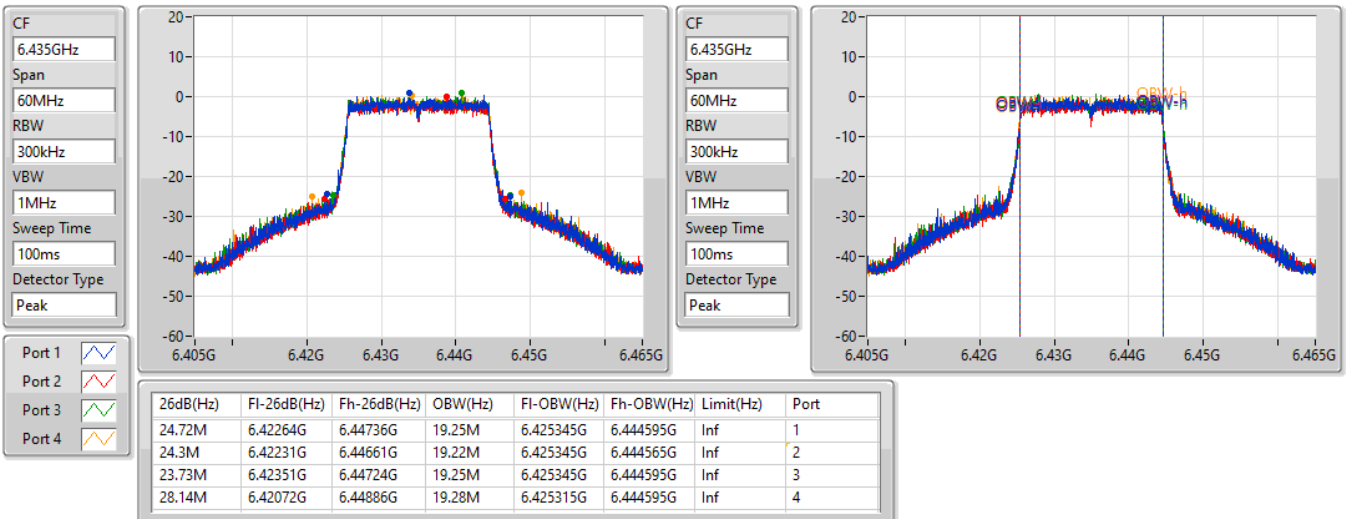 CF
6.435GHz
Span
60MHz
RBW
300kHz
VBW
1MHz
Sweep Time
100ms
Detector Type
Peak
20
10
0
-10
-20
-30
-40
-50
-60
6.405G 6.42G 6.43G 6.44G 6.45G 6.465G
CF
6.435GHz
Span
60MHz
RBW
300kHz
VBW
1MHz
Sweep Time
100ms
Detector Type
Peak
20
10
0
-10
-20
-30
-40
-50
-60
OBW-h
6.405G 6.42G 6.43G 6.44G 6.45G 6.465G
Port 1
Port 2
Port 3
Port 4
26dB(Hz) Fl-26dB(Hz) Fh-26dB(Hz) OBW(Hz) Fl-OBW(Hz) Fh-OBW(Hz) Limit(Hz) Port
24.72M 6.42264G 6.44736G 19.25M 6.425345G 6.444595G Inf 1
24.3M 6.42231G 6.44661G 19.22M 6.425345G 6.444565G Inf 2
23.73M 6.42351G 6.44724G 19.25M 6.425345G 6.444595G Inf 3
28.14M 6.42072G 6.44886G 19.28M 6.425315G 6.444595G Inf 4